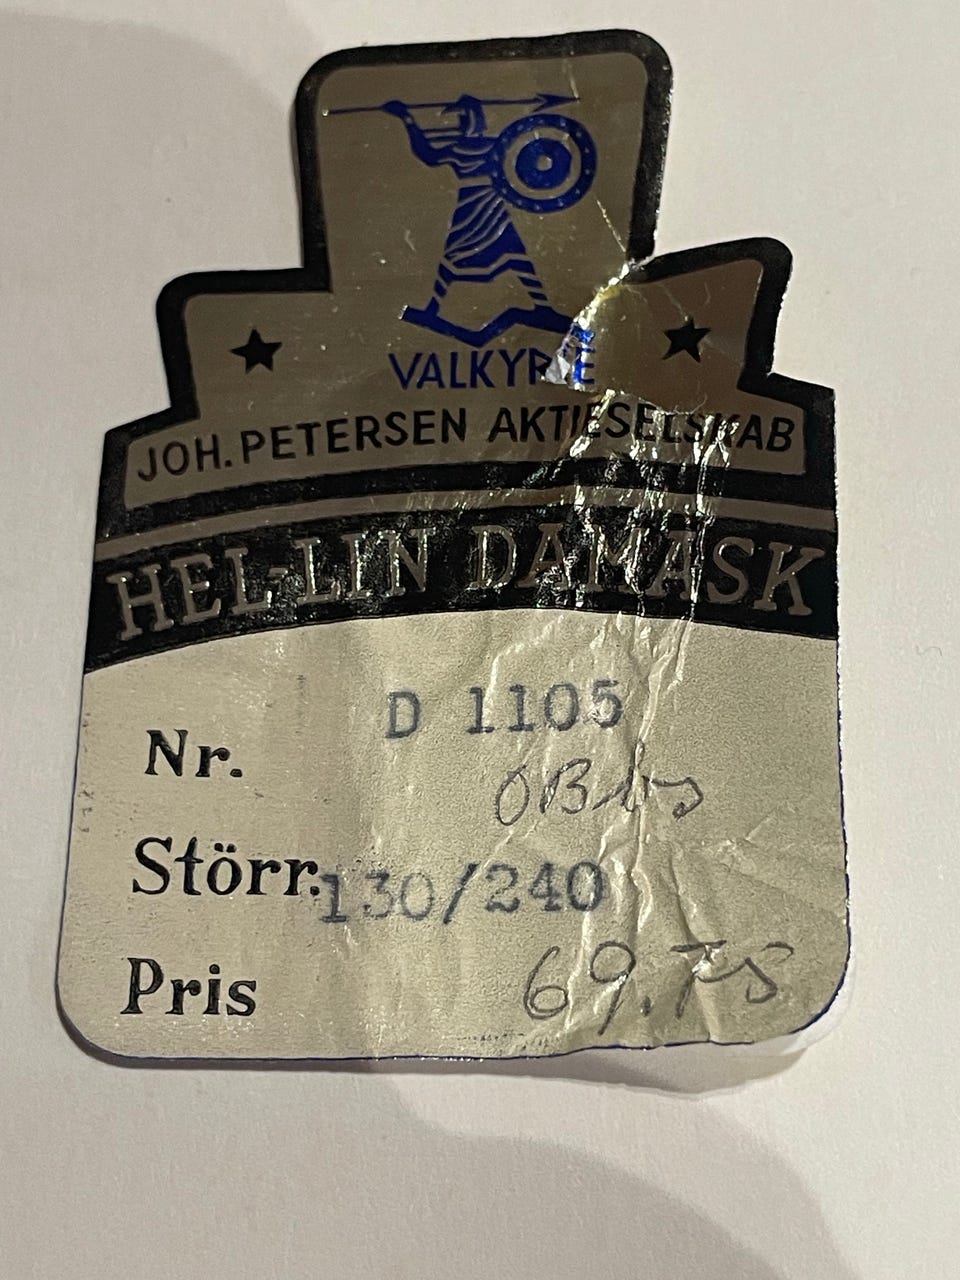 VALKYRIE
JOH. PETERSEN AKTIESELSKAB
HEL-LIN DAMASK
Nr. D 1105
Störr. 130/240
Pris 69.75